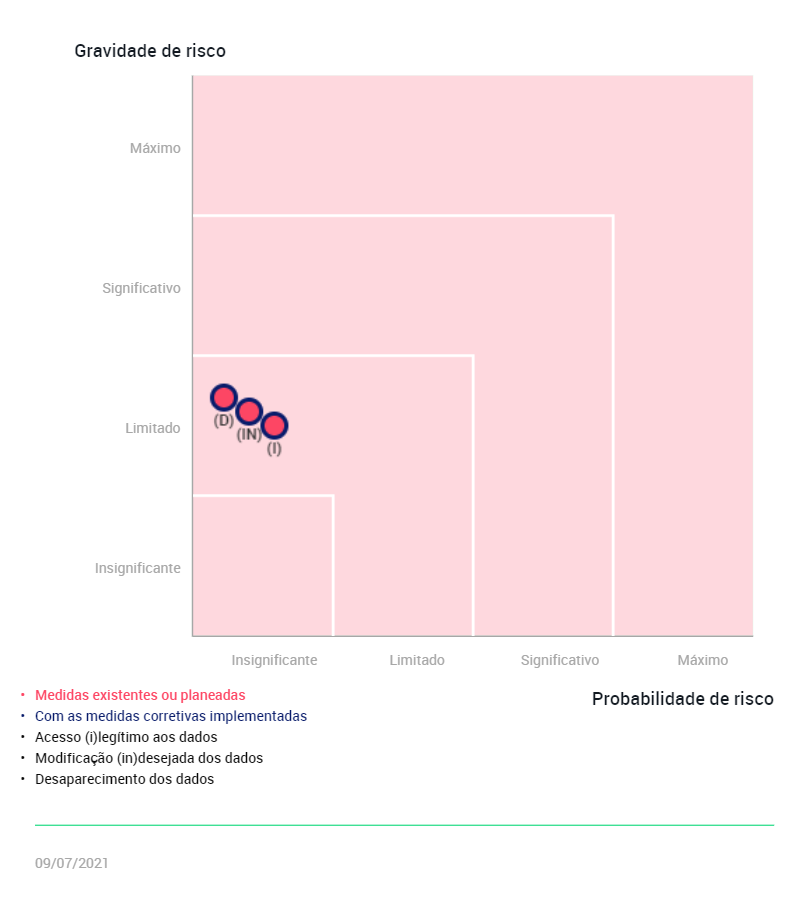 Gravidade de risco
Máximo
Significativo
Limitado
Insignificante
(D)
(IN)
(I)
Insignificante
Limitado
Significativo
Máximo
Probabilidade de risco
• Medidas existentes ou planeadas
• Com as medidas corretivas implementadas
• Acesso (i)legítimo aos dados
• Modificação (in)desejada dos dados
• Desaparecimento dos dados
09/07/2021